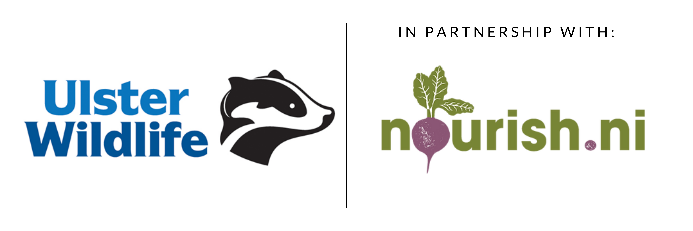 Ulster
Wildlife
IN PARTNERSHIP WITH:
nourish.ni